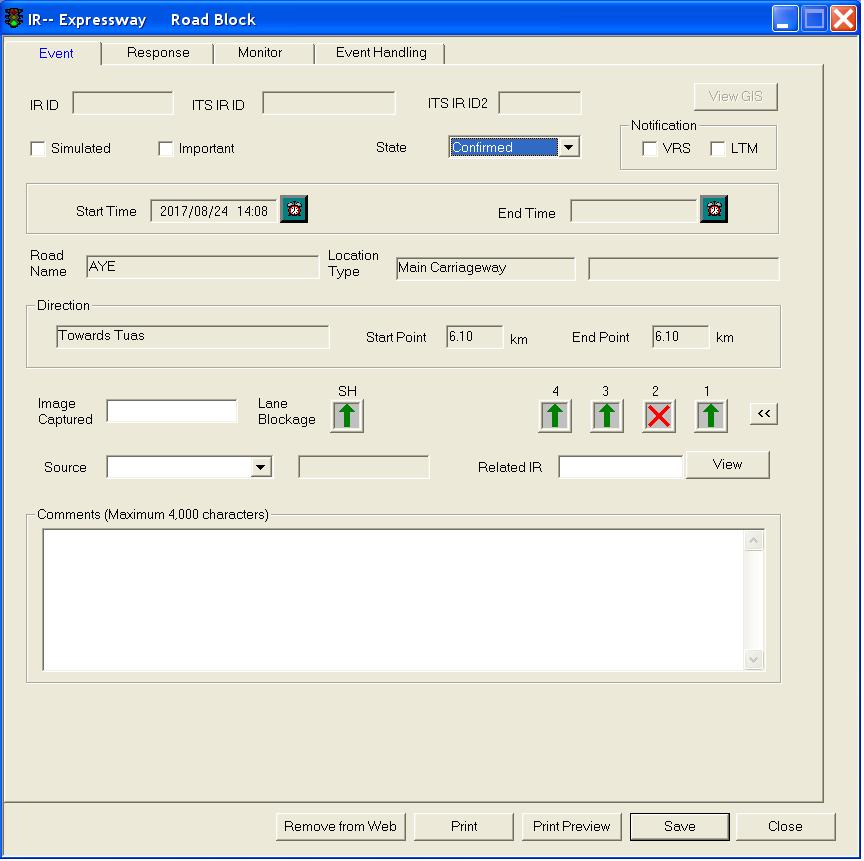 IR-- Expressway Road Block
Event Response Monitor Event Handling
IR ID ITS IR ID ITS IR ID2 View GIS
Notification
Simulated Important State Confirmed VRS LTM
Start Time 2017/08/24 14:08 End Time
Road Name AYE Location Type Main Carriageway
Direction
Towards Tuas Start Point 6.10 km End Point 6.10 km
SH 4 3 2 1
Image Captured Lane Blockage <<
Source Related IR View
Comments (Maximum 4,000 characters)
Remove from Web Print Print Preview Save Close